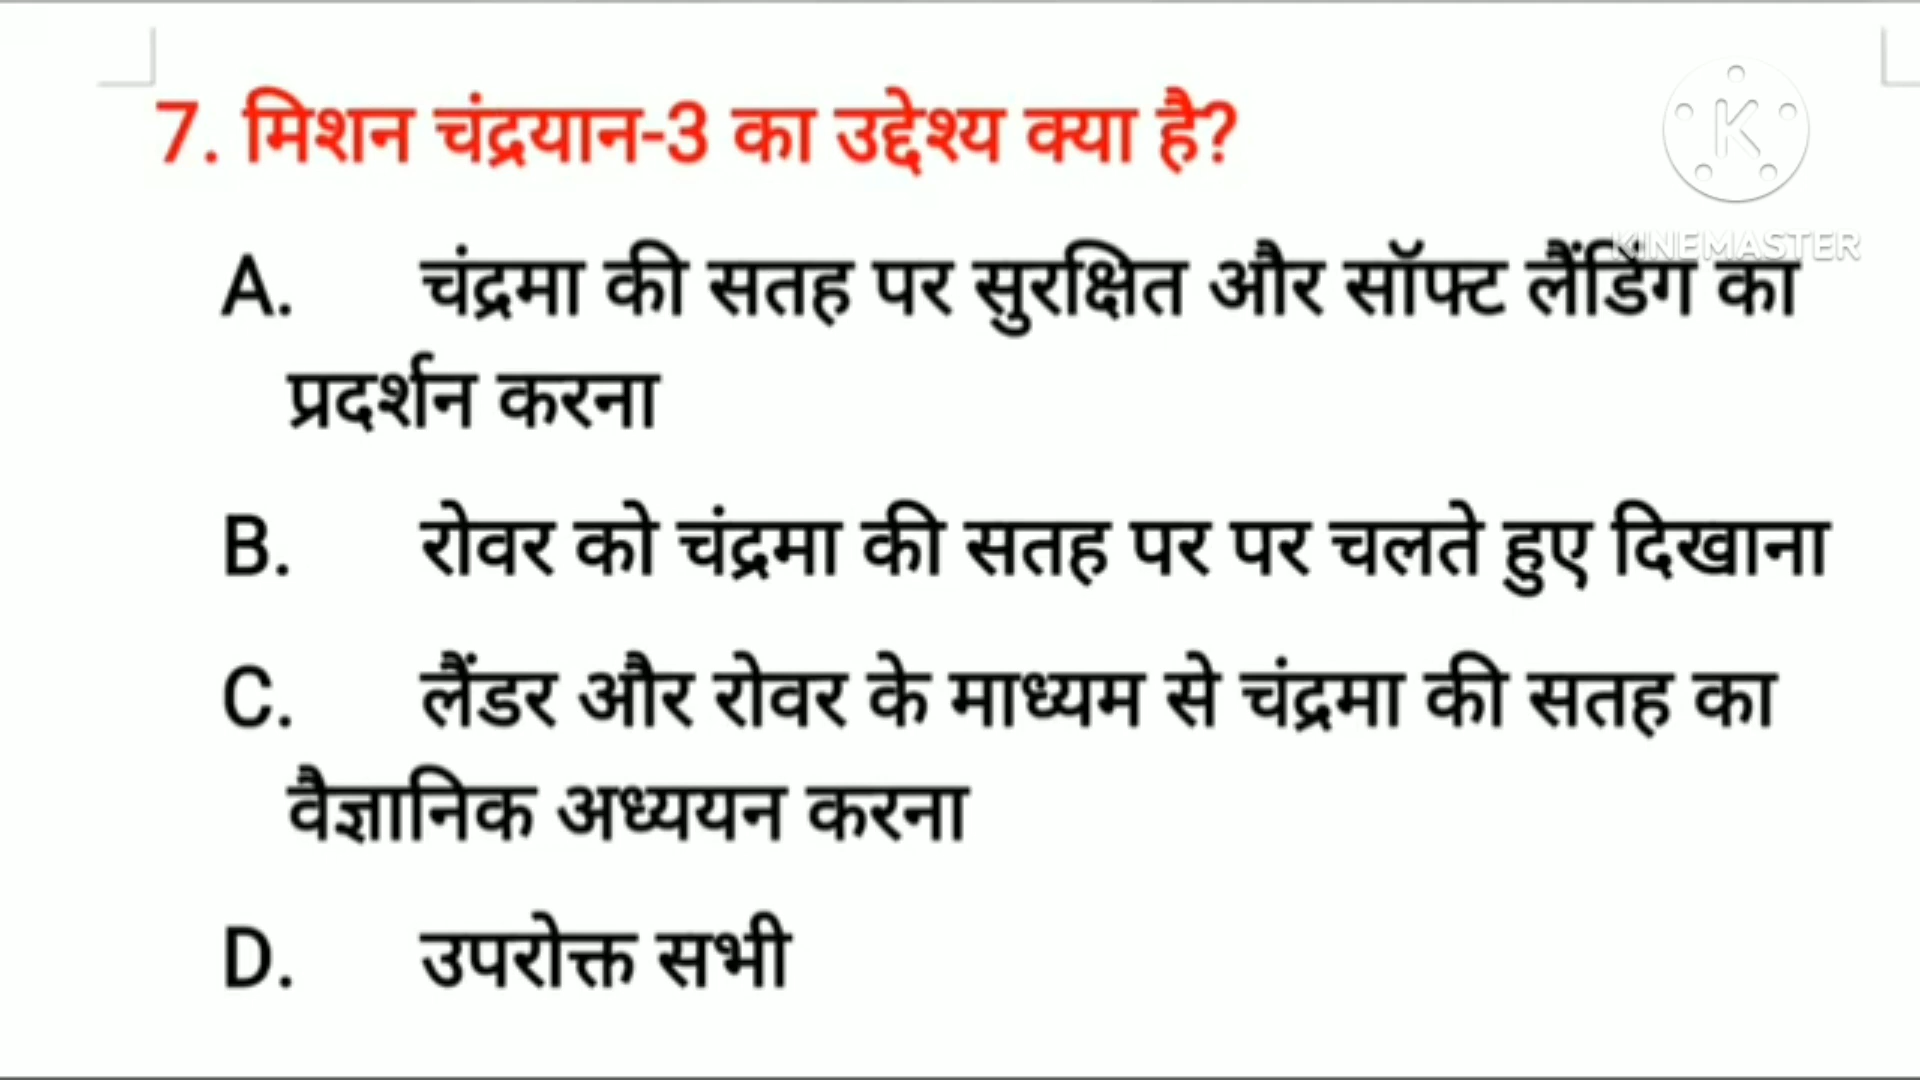 7. मिशन चंद्रयान-3 का उद्देश्य क्या है?
KINEMASTER
A. चंद्रमा की सतह पर सुरक्षित और सॉफ्ट लैंडिंग का
प्रदर्शन करना
B. रोवर को चंद्रमा की सतह पर पर चलते हुए दिखाना
C. लैंडर और रोवर के माध्यम से चंद्रमा की सतह का
वैज्ञानिक अध्ययन करना
D. उपरोक्त सभी